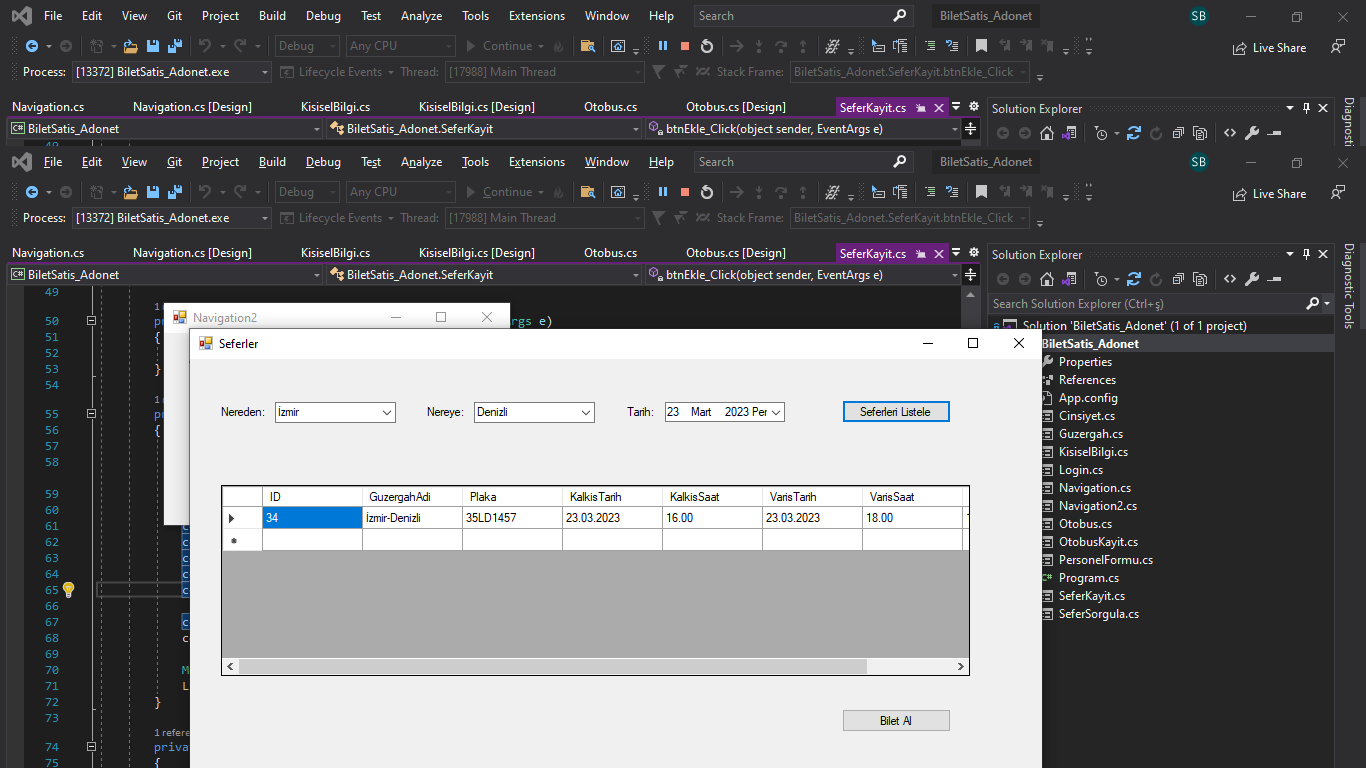 File Edit View Git Project Build Debug Test Analyze Tools Extensions Window Help Search BiletSatis_Adonet SB
Debug Any CPU Continue Live Share
Process: [13372] BiletSatis_Adonet.exe Lifecycle Events Thread: [17988] Main Thread Stack Frame: BiletSatis_Adonet.SeferKayit.btnEkle_Click
Navigation.cs Navigation.cs [Design] KisiselBilgi.cs KisiselBilgi.cs [Design] Otobus.cs Otobus.cs [Design] SeferKayit.cs Solution Explorer
BiletSatis_Adonet BiletSatis_Adonet.SeferKayit btnEkle_Click(object sender, EventArgs e)
Diagnosti
File Edit View Git Project Build Debug Test Analyze Tools Extensions Window Help Search BiletSatis_Adonet SB
Debug Any CPU Continue Live Share
Process: [13372] BiletSatis_Adonet.exe Lifecycle Events Thread: [17988] Main Thread Stack Frame: BiletSatis_Adonet.SeferKayit.btnEkle_Click
Navigation.cs Navigation.cs [Design] KisiselBilgi.cs KisiselBilgi.cs [Design] Otobus.cs Otobus.cs [Design] SeferKayit.cs Solution Explorer
BiletSatis_Adonet BiletSatis_Adonet.SeferKayit btnEkle_Click(object sender, EventArgs e)
Diagnostic Tools
Search Solution Explorer (Ctrl+ş)
Solution 'BiletSatis_Adonet' (1 of 1 project)
BiletSatis_Adonet
Properties
References
App.config
Cinsiyet.cs
Guzergah.cs
KisiselBilgi.cs
Login.cs
Navigation.cs
Navigation2.cs
Otobus.cs
OtobusKayit.cs
PersonelFormu.cs
Program.cs
SeferKayit.cs
SeferSorgula.cs
49
50 rgs e)
51 {
52
53 }
54
55
56 {
57
58
59
60
61
62 c
63 c
64 c
65 c
66
67 c
68 c
69
70 M
71 L
72 }
73
1 refere
74 priva
75 {
Navigation2
Seferler
Nereden: İzmir Nereye: Denizli Tarih: 23 Mart 2023 Per Seferleri Listele
ID GuzergahAdi Plaka KalkisTarih KalkisSaat VarisTarih VarisSaat
34 İzmir-Denizli 35LD1457 23.03.2023 16.00 23.03.2023 18.00
Bilet Al